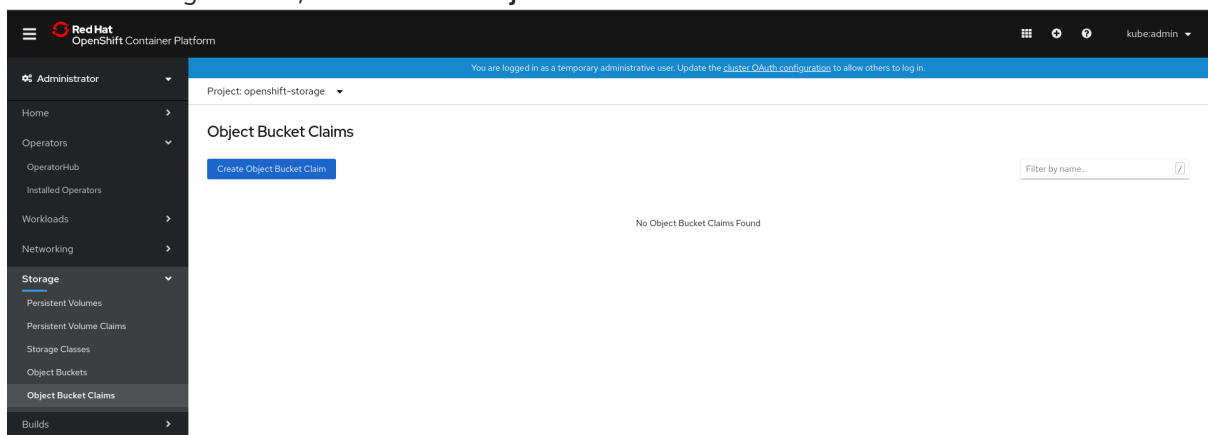 Red Hat
OpenShift Container Platform
kube:admin
Administrator
You are logged in as a temporary administrative user. Update the cluster OAuth configuration to allow others to log in.
Project: openshift-storage
Home
Object Bucket Claims
Operators
OperatorHub
Create Object Bucket Claim
Filter by name...
/
Installed Operators
Workloads
No Object Bucket Claims Found
Networking
Storage
Persistent Volumes
Persistent Volume Claims
Storage Classes
Object Buckets
Object Bucket Claims
Builds